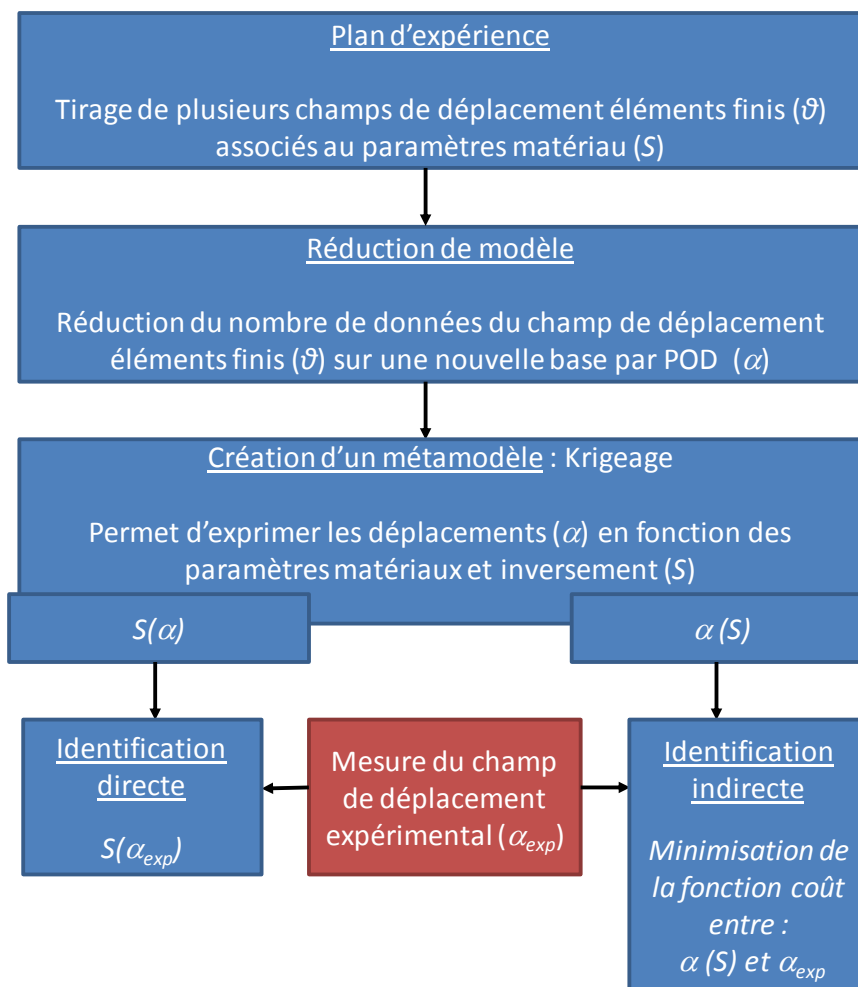 Plan d'expérience
Tirage de plusieurs champs de déplacement éléments finis (ϑ)
associés au paramètres matériau (S)
Réduction de modèle
Réduction du nombre de données du champ de déplacement
éléments finis (ϑ) sur une nouvelle base par POD (α)
Création d'un métamodèle : Krigeage
Permet d'exprimer les déplacements (α) en fonction des
paramètres matériaux et inversement (S)
S(α)
α (S)
Identification
directe
S(α_exp)
Mesure du champ
de déplacement
expérimental (α_exp)
Identification
indirecte
Minimisation de
la fonction coût
entre :
α (S) et α_exp